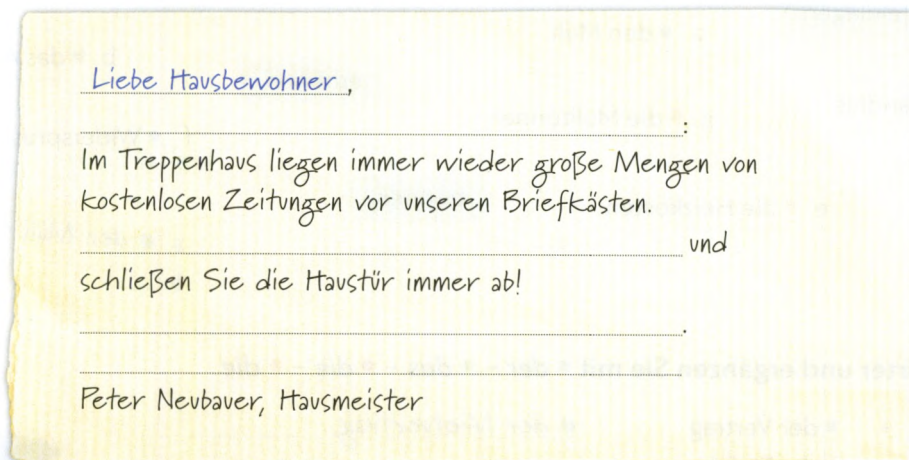 Liebe Hausbewohner,
:
Im Treppenhaus liegen immer wieder große Mengen von
kostenlosen Zeitungen vor unseren Briefkästen.
und
schließen Sie die Haustür immer ab!
.
Peter Neubauer, Hausmeister